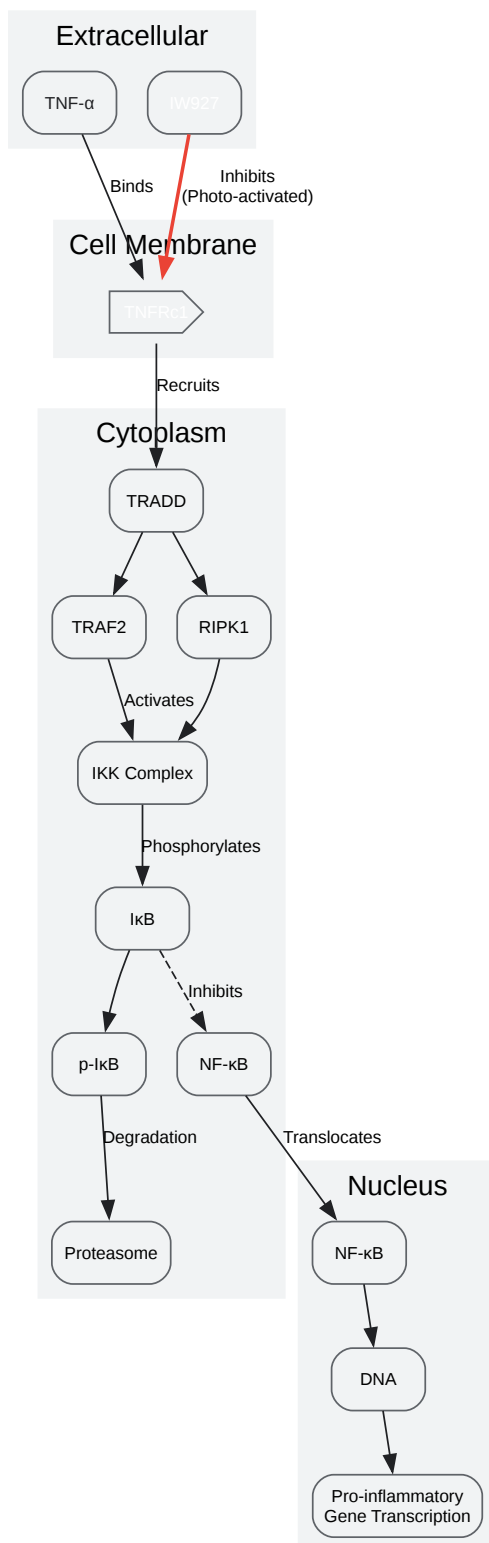 Extracellular
TNF-α
IW927
Binds
Inhibits
(Photo-activated)
Cell Membrane
TNFRc1
Recruits
Cytoplasm
TRADD
TRAF2
RIPK1
Activates
IKK Complex
Phosphorylates
IκB
Inhibits
p-IκB
NF-κB
Degradation
Translocates
Nucleus
Proteasome
NF-κB
DNA
Pro-inflammatory
Gene Transcription